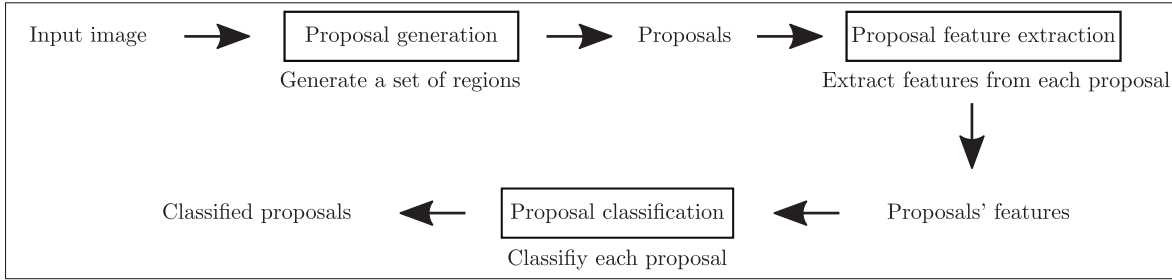 Input image
Proposal generation
Generate a set of regions
Proposals
Proposal feature extraction
Extract features from each proposal
Proposals' features
Proposal classification
Classifiy each proposal
Classified proposals